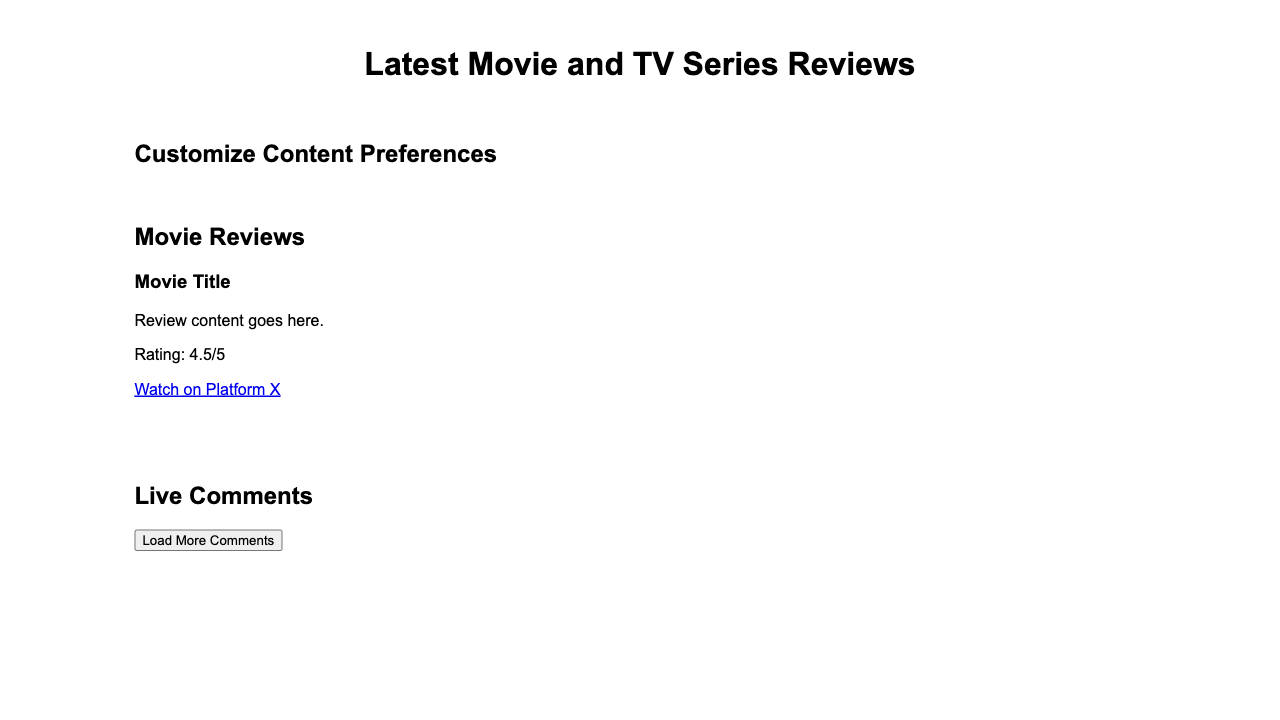 Latest Movie and TV Series Reviews
Customize Content Preferences
Movie Reviews
Movie Title
Review content goes here.
Rating: 4.5/5
Watch on Platform X
Live Comments
Load More Comments